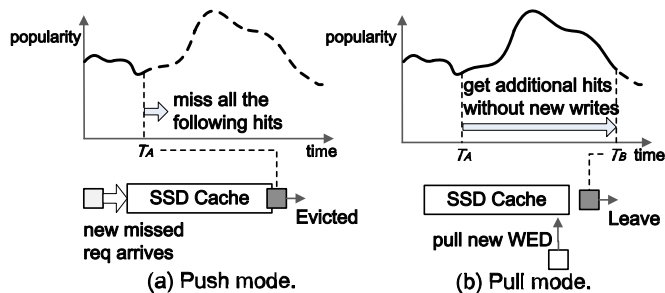 popularity
miss all the
following hits
TA
time
SSD Cache
Evicted
new missed
req arrives
(a) Push mode.
popularity
get additional hits
without new writes
TA
TB
time
SSD Cache
Leave
pull new WED
(b) Pull mode.